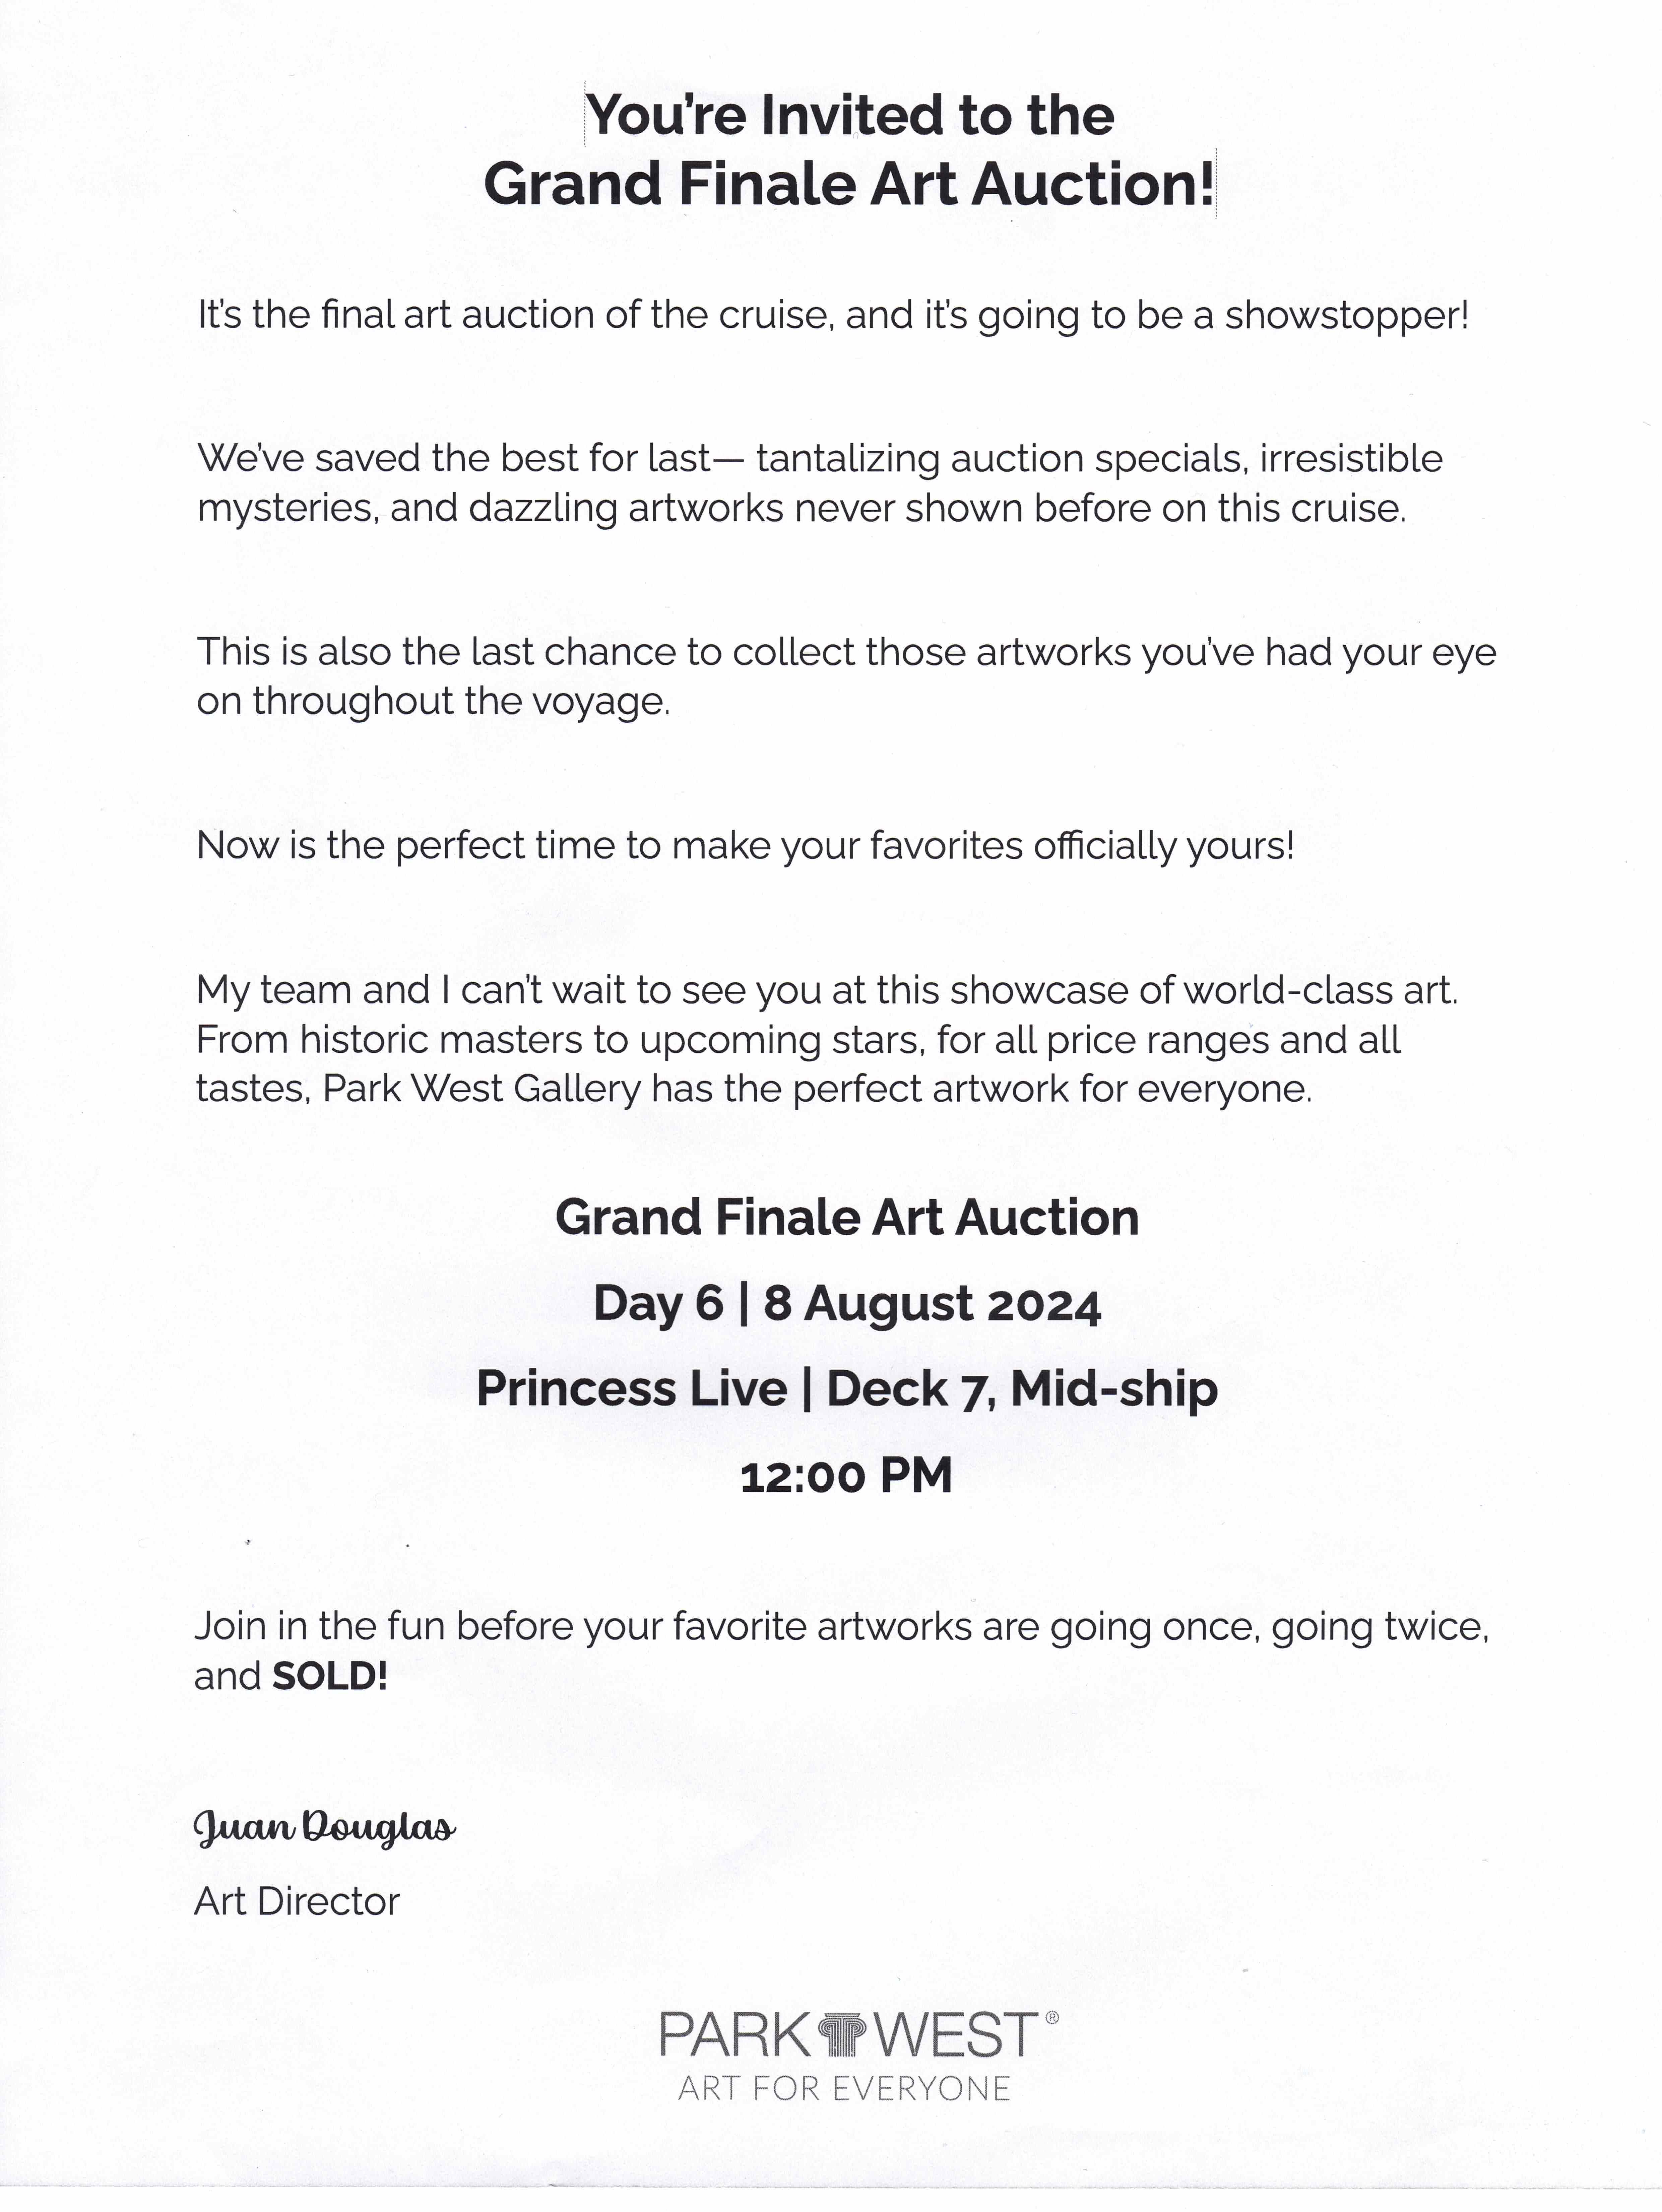 You're Invited to the
Grand Finale Art Auction!
It's the final art auction of the cruise, and it's going to be a showstopper!
We've saved the best for last— tantalizing auction specials, irresistible
mysteries, and dazzling artworks never shown before on this cruise.
This is also the last chance to collect those artworks you've had your eye
on throughout the voyage.
Now is the perfect time to make your favorites officially yours!
My team and I can't wait to see you at this showcase of world-class art.
From historic masters to upcoming stars, for all price ranges and all
tastes, Park West Gallery has the perfect artwork for everyone.
Grand Finale Art Auction
Day 6 | 8 August 2024
Princess Live | Deck 7, Mid-ship
12:00 PM
Join in the fun before your favorite artworks are going once, going twice,
and SOLD!
Juan Douglas
Art Director
PARK WEST®
ART FOR EVERYONE